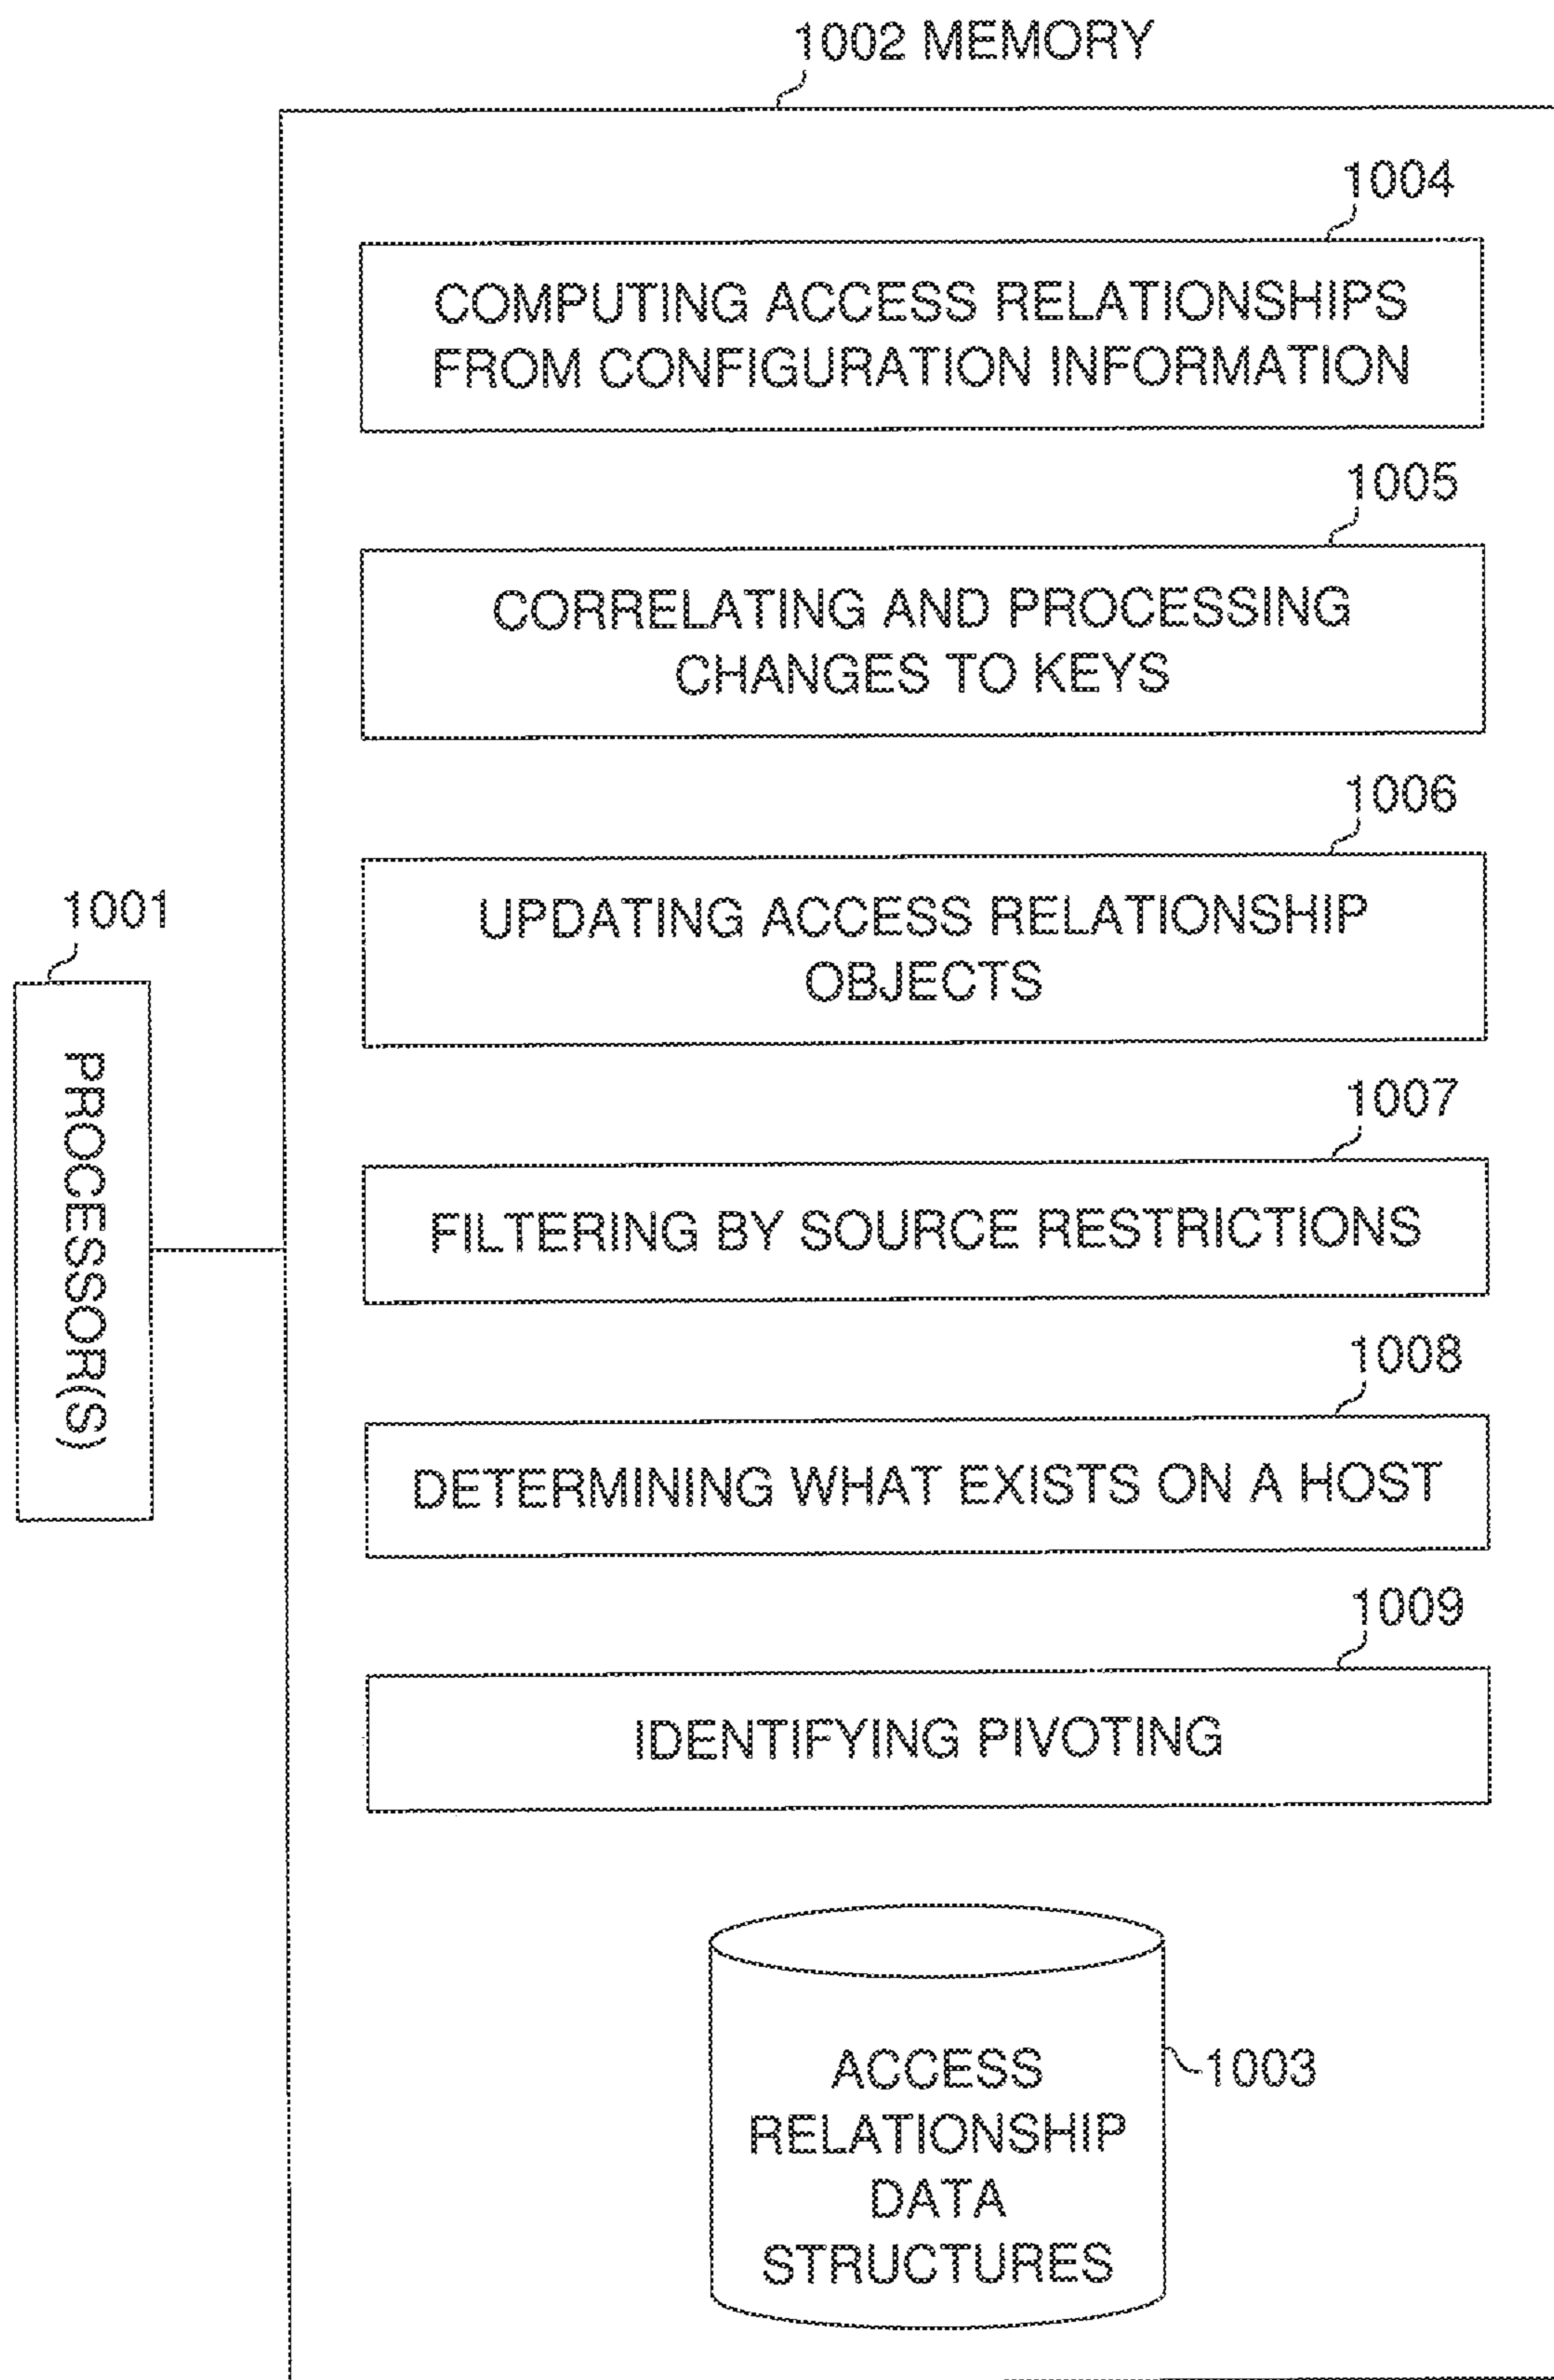 1002 MEMORY
1004
COMPUTING ACCESS RELATIONSHIPS
FROM CONFIGURATION INFORMATION
1005
CORRELATING AND PROCESSING
CHANGES TO KEYS
1006
UPDATING ACCESS RELATIONSHIP
OBJECTS
1001
PROCESSOR(S)
1007
FILTERING BY SOURCE RESTRICTIONS
1008
DETERMINING WHAT EXISTS ON A HOST
1009
IDENTIFYING PIVOTING
ACCESS
RELATIONSHIP
DATA
STRUCTURES
1003